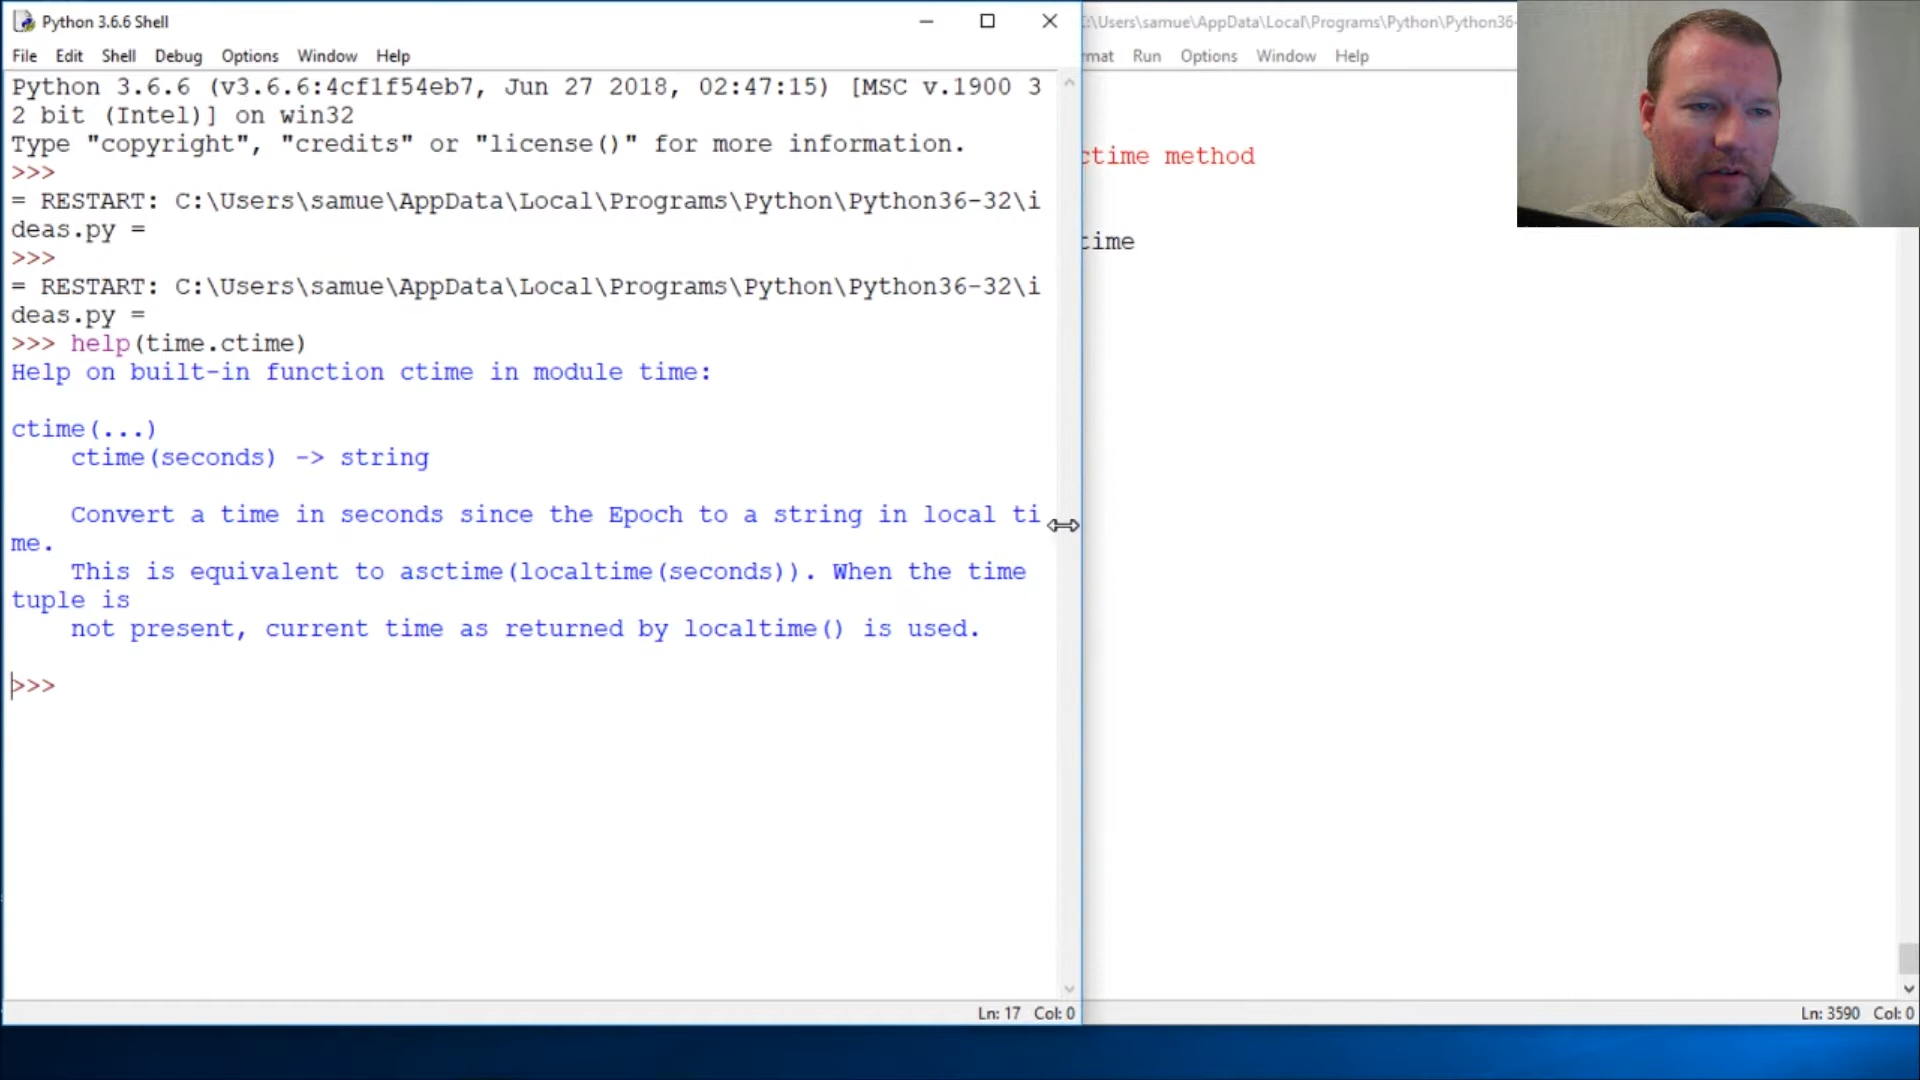 Python 3.6.6 Shell
File Edit Shell Debug Options Window Help
Python 3.6.6 (v3.6.6:4cf1f54eb7, Jun 27 2018, 02:47:15) [MSC v.1900 3
2 bit (Intel)] on win32
Type "copyright", "credits" or "license()" for more information.
>>>
= RESTART: C:\Users\samue\AppData\Local\Programs\Python\Python36-32\i
deas.py =
>>>
= RESTART: C:\Users\samue\AppData\Local\Programs\Python\Python36-32\i
deas.py =
>>> help(time.ctime)
Help on built-in function ctime in module time:
ctime(...)
ctime(seconds) -> string
Convert a time in seconds since the Epoch to a string in local ti
me.
This is equivalent to asctime(localtime(seconds)). When the time
tuple is
not present, current time as returned by localtime() is used.
>>>
Ln: 17 Col: 0
:\Users\samue\AppData\Local\Programs\Python\Python36-
mat Run Options Window Help
ctime method
time
Ln: 3590 Col: 0